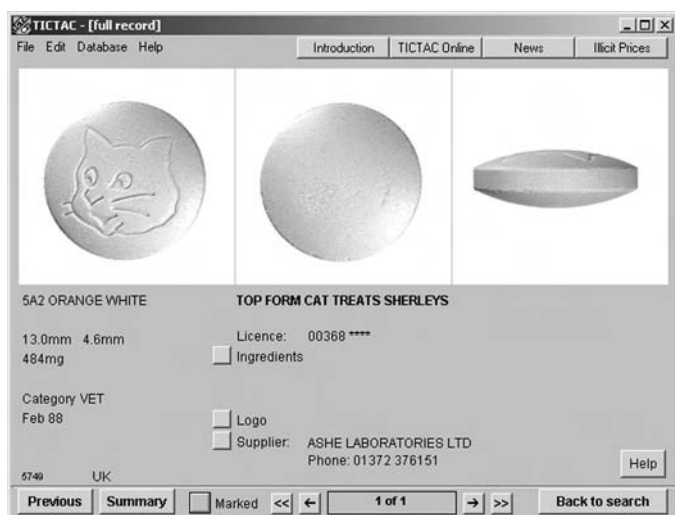 TICTAC - [full record]
File Edit Database Help Introduction TICTAC Online News Illicit Prices
5A2 ORANGE WHITE TOP FORM CAT TREATS SHERLEYS
13.0mm 4.6mm Licence: 00368 ****
484mg Ingredients
Category VET
Feb 88 Logo
Supplier: ASHE LABORATORIES LTD
Phone: 01372 376151
Help
5749 UK
Previous Summary Marked << ← 1 of 1 → >> Back to search